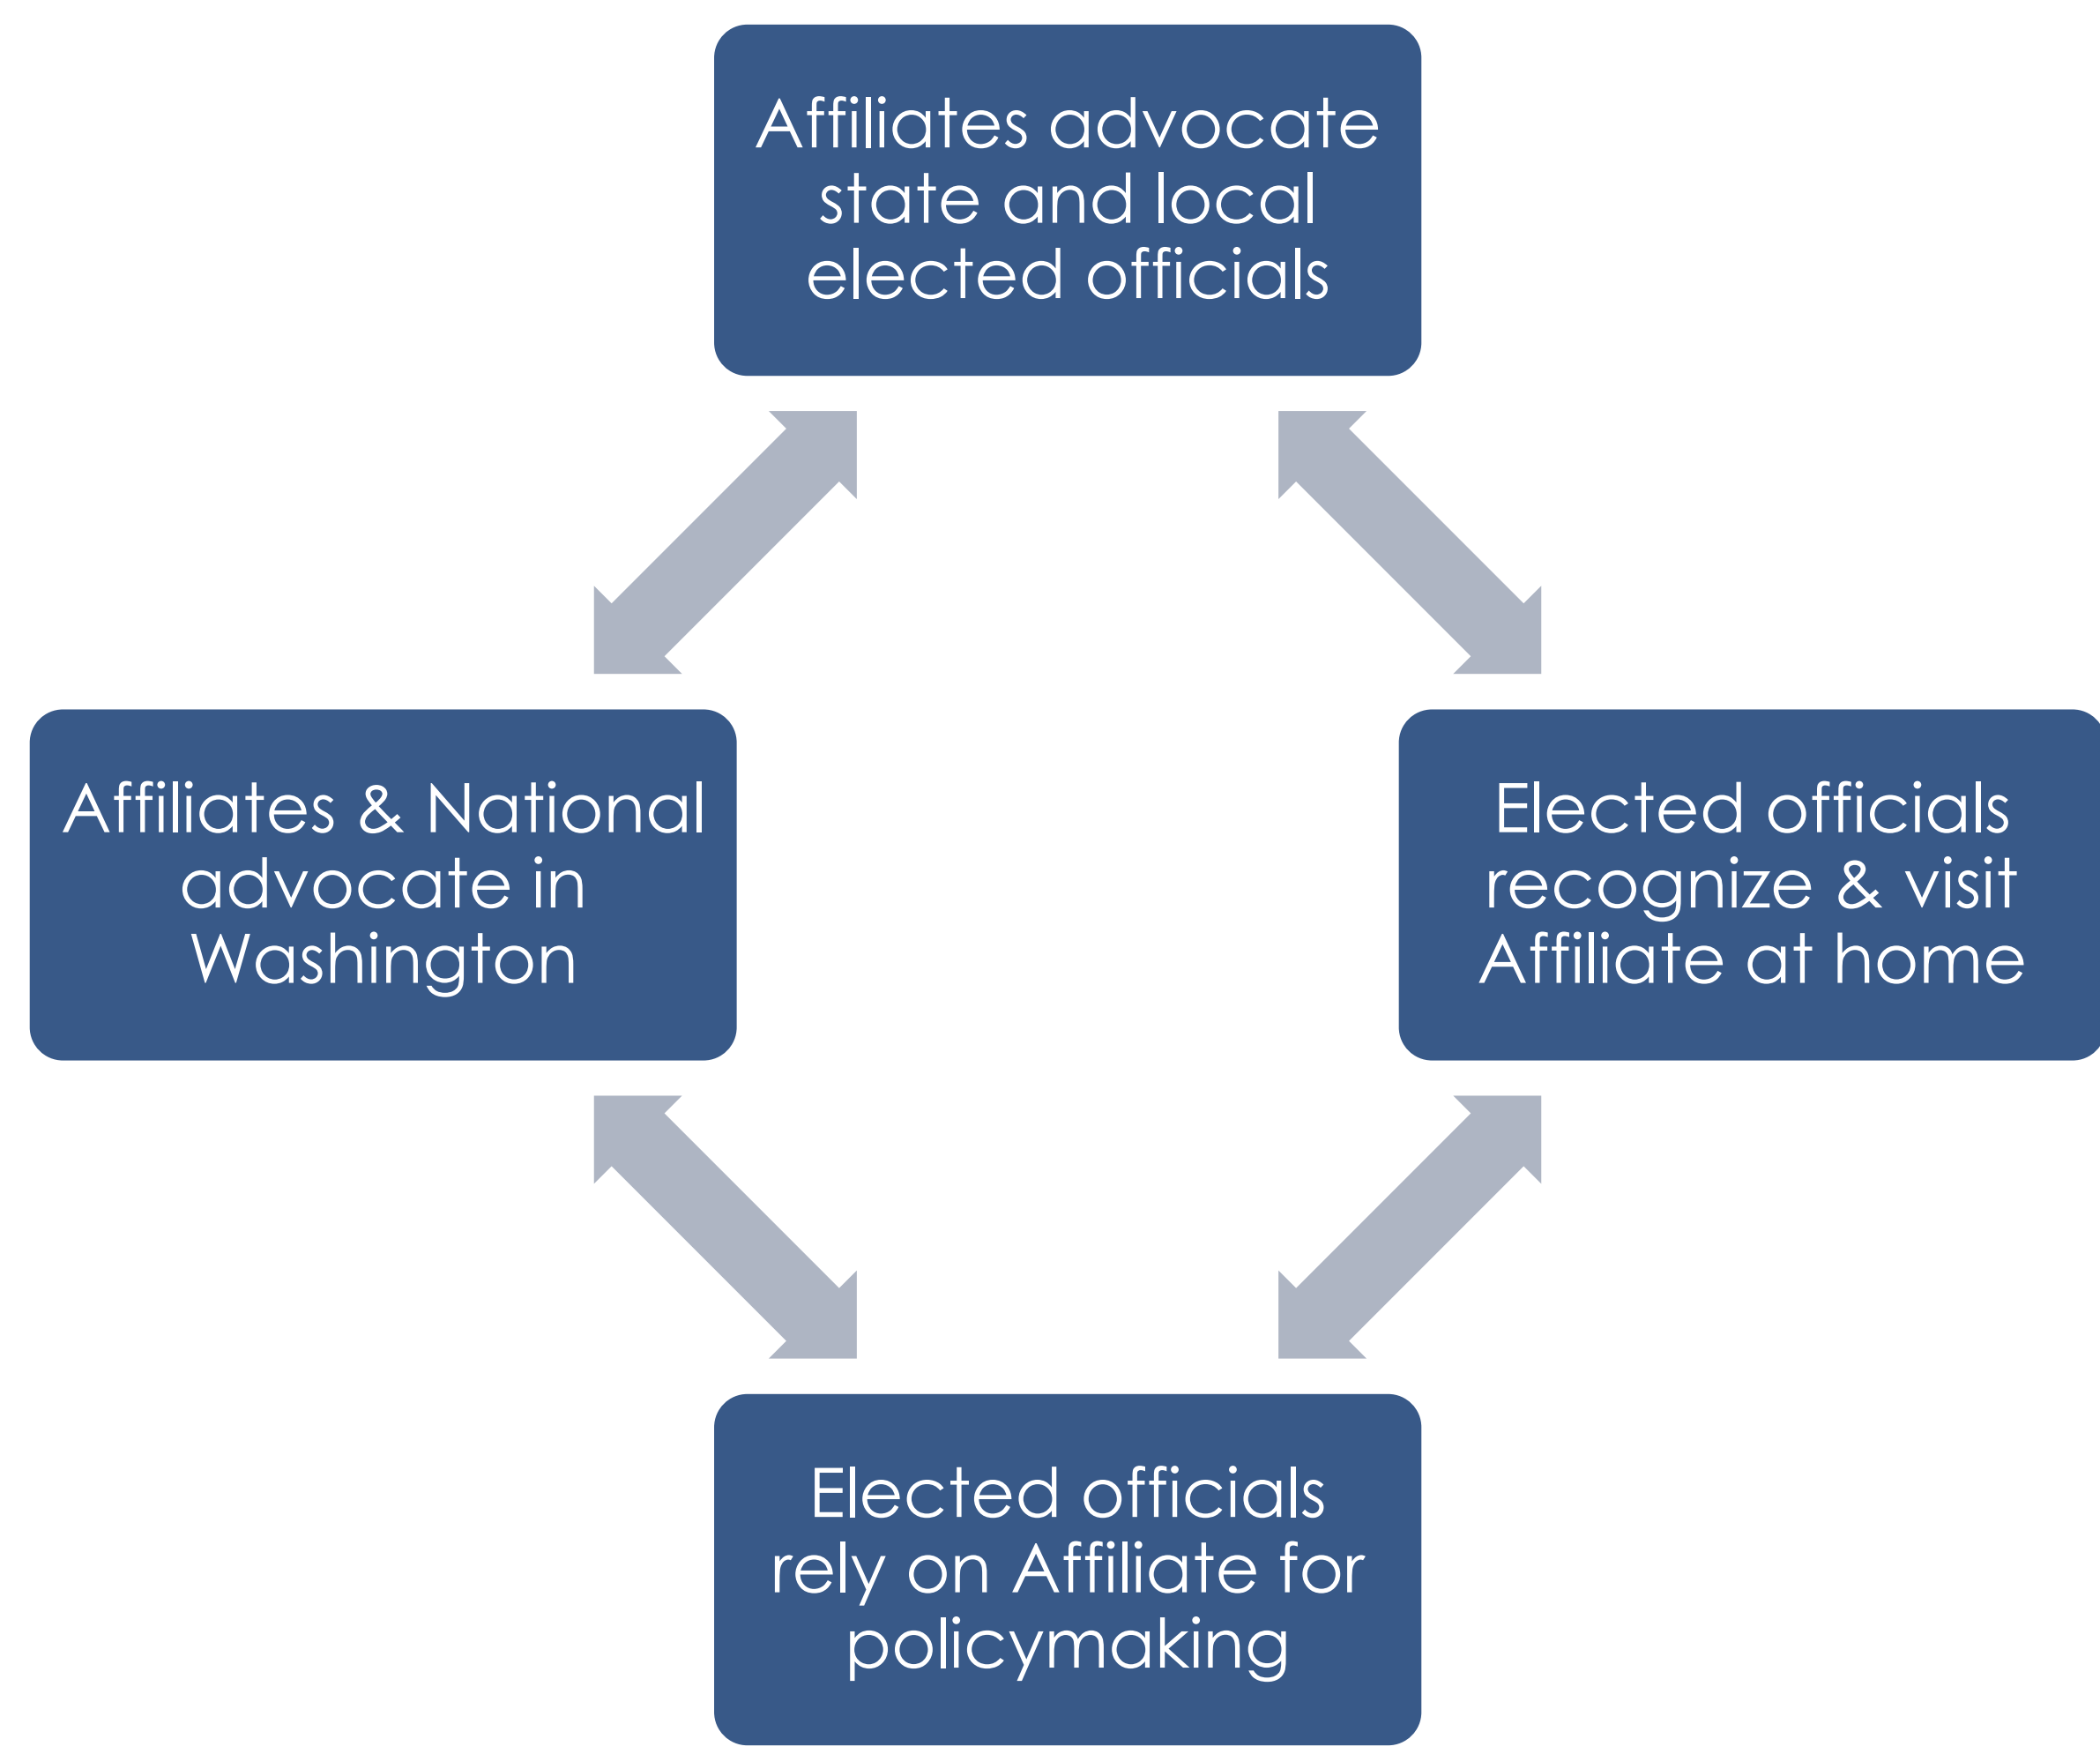 Affiliates advocate
state and local
elected officials
Affiliates & National
advocate in
Washington
Elected officials
recognize & visit
Affiliate at home
Elected officials
rely on Affiliate for
policymaking